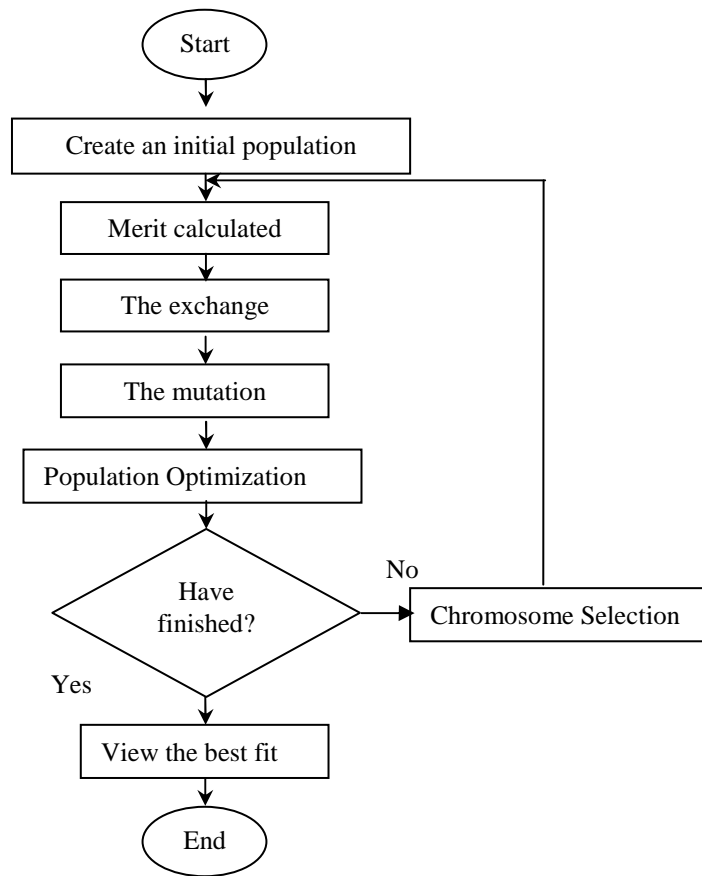 Start
Create an initial population
Merit calculated
The exchange
The mutation
Population Optimization
Have
finished?
No
Chromosome Selection
Yes
View the best fit
End